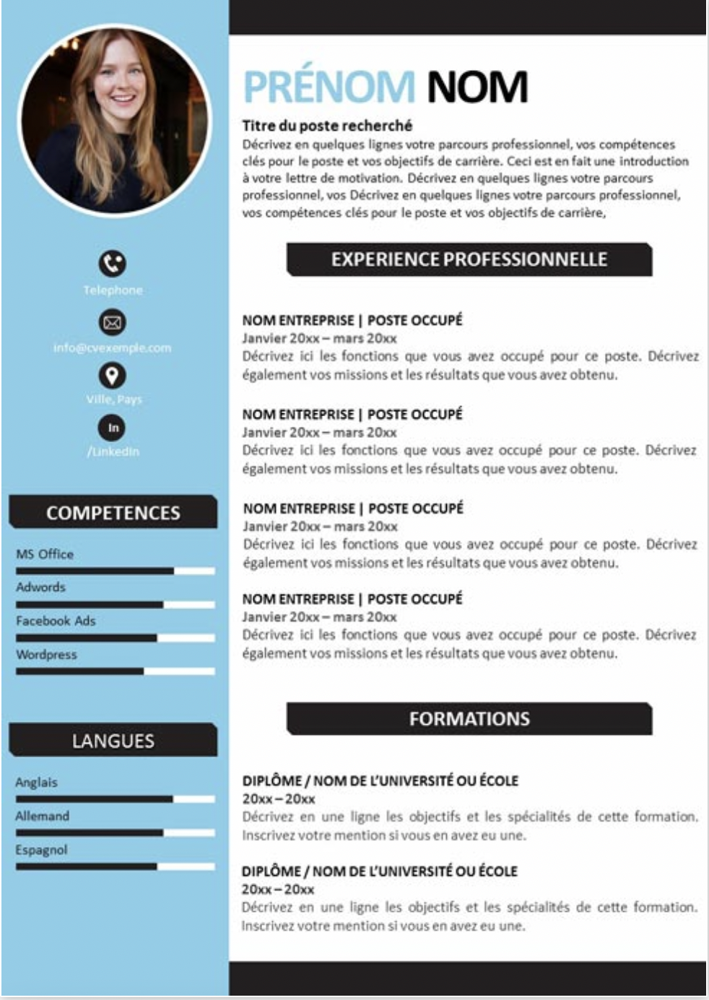 PRÉNOM NOM
Titre du poste recherché
Décrivez en quelques lignes votre parcours professionnel, vos compétences
clés pour le poste et vos objectifs de carrière. Ceci est en fait une introduction
à votre lettre de motivation. Décrivez en quelques lignes votre parcours
professionnel, vos Décrivez en quelques lignes votre parcours professionnel,
vos compétences clés pour le poste et vos objectifs de carrière,
Telephone
info@cvexemple.com
Ville, Pays
In
/LinkedIn
COMPETENCES
MS Office
Adwords
Facebook Ads
Wordpress
LANGUES
Anglais
Allemand
Espagnol
EXPERIENCE PROFESSIONNELLE
NOM ENTREPRISE | POSTE OCCUPÉ
Janvier 20xx – mars 20xx
Décrivez ici les fonctions que vous avez occupé pour ce poste. Décrivez
également vos missions et les résultats que vous avez obtenu.
NOM ENTREPRISE | POSTE OCCUPÉ
Janvier 20xx – mars 20xx
Décrivez ici les fonctions que vous avez occupé pour ce poste. Décrivez
également vos missions et les résultats que vous avez obtenu.
NOM ENTREPRISE | POSTE OCCUPÉ
Janvier 20xx – mars 20xx
Décrivez ici les fonctions que vous avez occupé pour ce poste. Décrivez
également vos missions et les résultats que vous avez obtenu.
NOM ENTREPRISE | POSTE OCCUPÉ
Janvier 20xx – mars 20xx
Décrivez ici les fonctions que vous avez occupé pour ce poste. Décrivez
également vos missions et les résultats que vous avez obtenu.
FORMATIONS
DIPLÔME / NOM DE L’UNIVERSITÉ OU ÉCOLE
20xx – 20xx
Décrivez en une ligne les objectifs et les spécialités de cette formation.
Inscrivez votre mention si vous en avez eu une.
DIPLÔME / NOM DE L’UNIVERSITÉ OU ÉCOLE
20xx – 20xx
Décrivez en une ligne les objectifs et les spécialités de cette formation.
Inscrivez votre mention si vous en avez eu une.